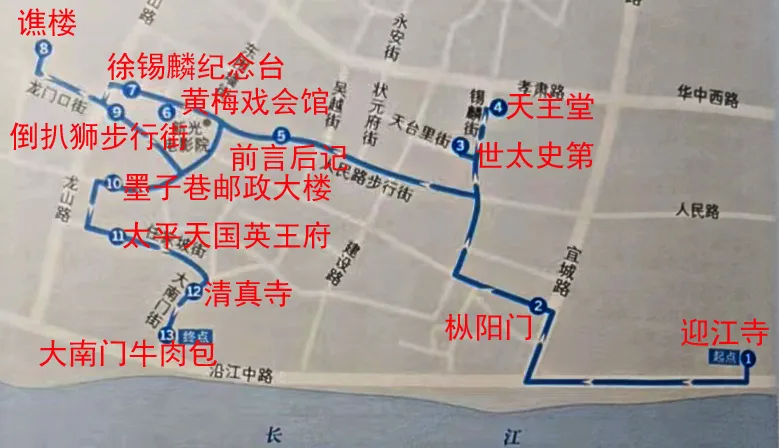 谯楼
8
徐锡麟纪念台
7
龙门口街
9
6
黄梅戏会馆
倒扒狮步行街
电影院
5
前言后记
吴越街
状元府街
永安街
天台里街
锡麟街
4
天主堂
孝肃路
华中西路
3
世太史第
人民路步行街
人民路
龙山路
10
墨子巷邮政大楼
11
太平天国英王府
大南门街
12
清真寺
13
终点
大南门牛肉包
建设路
宜城路
2
枞阳门
迎江寺
起点
1
沿江中路
长江